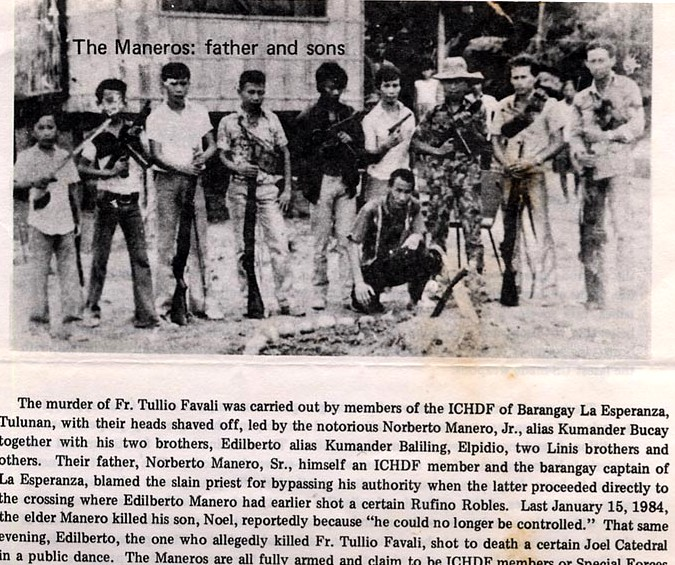 The Maneros: father and sons
The murder of Fr. Tullio Favali was carried out by members of the ICHDF of Barangay La Esperanza,
Tulunan, with their heads shaved off, led by the notorious Norberto Manero, Jr., alias Kumander Bucay
together with his two brothers, Edilberto alias Kumander Baliling, Elpidio, two Linis brothers and
others. Their father, Norberto Manero, Sr., himself an ICHDF member and the barangay captain of
La Esperanza, blamed the slain priest for bypassing his authority when the latter proceeded directly to
the crossing where Edilberto Manero had earlier shot a certain Rufino Robles. Last January 15, 1984,
the elder Manero killed his son, Noel, reportedly because "he could no longer be controlled." That same
evening, Edilberto, the one who allegedly killed Fr. Tullio Favali, shot to death a certain Joel Catedral
in a public dance. The Maneros are all fully armed and claim to be ICHDF members or Special Forces